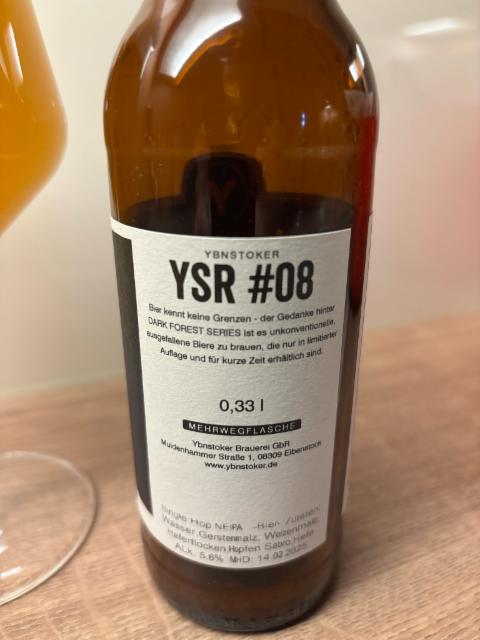 YBNSTOKER
YSR #08
Bier kennt keine Grenzen - der Gedanke hinter
DARK FOREST SERIES ist es unkonventionelle,
ausgefallene Biere zu brauen, die nur in limitierter
Auflage und für kurze Zeit erhältlich sind.
0,33 l
MEHRWEGFLASCHE
Ybnstoker Brauerei GbR
Muldenhammer Straße 1, 08309 Eibenstock
www.ybnstoker.de
Single Hop NEIPA -Bier- Zutaten:
Wasser,Gerstenmalz, Weizenmalz,
Haferflocken,Hopfen Sabro,Hefe
ALK. 5.6% MHD: 14.02.2025